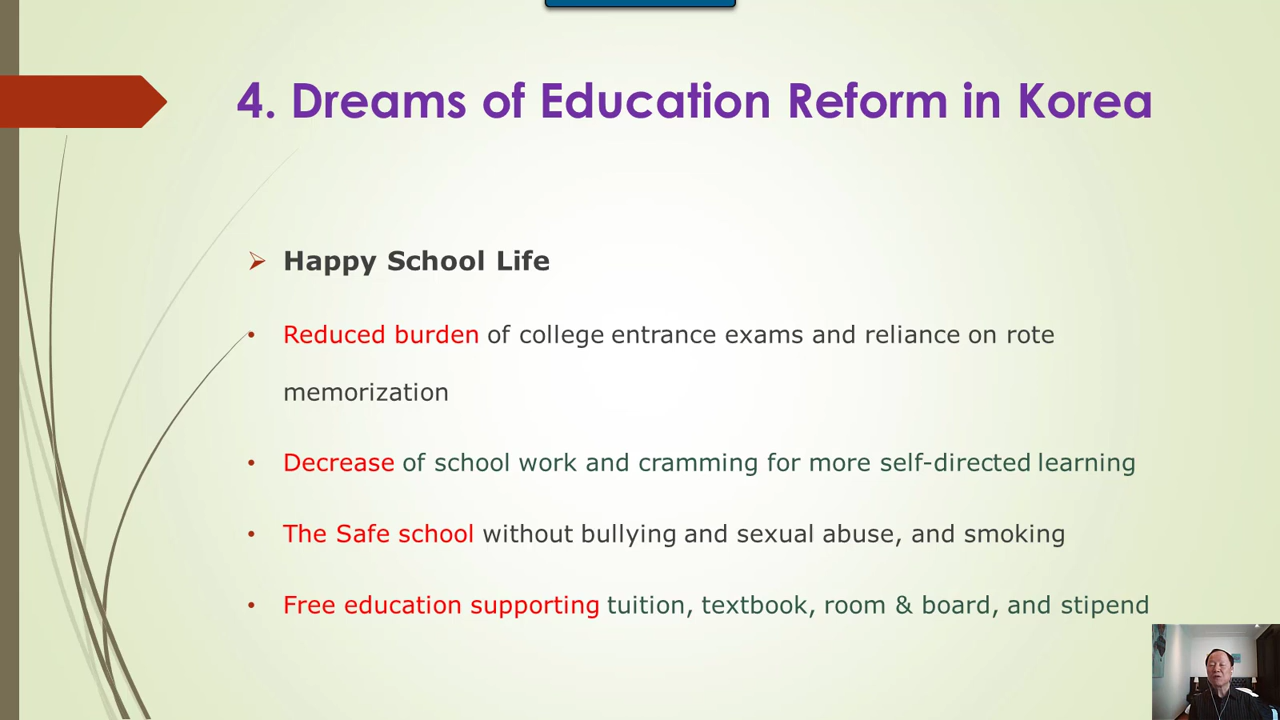 4. Dreams of Education Reform in Korea
Happy School Life
Reduced burden of college entrance exams and reliance on rote
memorization
Decrease of school work and cramming for more self-directed learning
The Safe school without bullying and sexual abuse, and smoking
Free education supporting tuition, textbook, room & board, and stipend